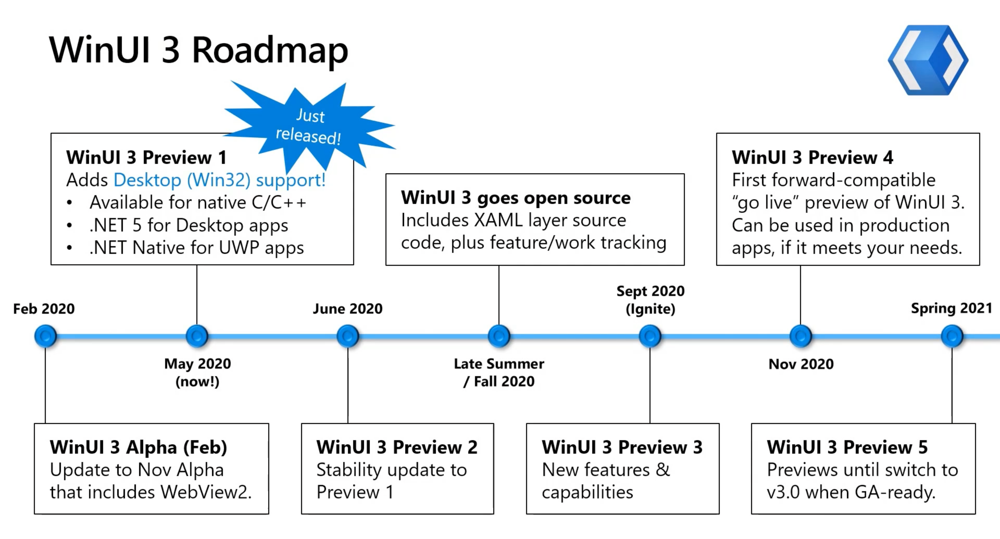 WinUI 3 Roadmap
Just
released!
WinUI 3 Preview 1
Adds Desktop (Win32) support!
• Available for native C/C++
• .NET 5 for Desktop apps
• .NET Native for UWP apps
WinUI 3 goes open source
Includes XAML layer source
code, plus feature/work tracking
WinUI 3 Preview 4
First forward-compatible
“go live” preview of WinUI 3.
Can be used in production
apps, if it meets your needs.
Feb 2020
May 2020
(now!)
June 2020
Late Summer
/ Fall 2020
Sept 2020
(Ignite)
Nov 2020
Spring 2021
WinUI 3 Alpha (Feb)
Update to Nov Alpha
that includes WebView2.
WinUI 3 Preview 2
Stability update to
Preview 1
WinUI 3 Preview 3
New features &
capabilities
WinUI 3 Preview 5
Previews until switch to
v3.0 when GA-ready.